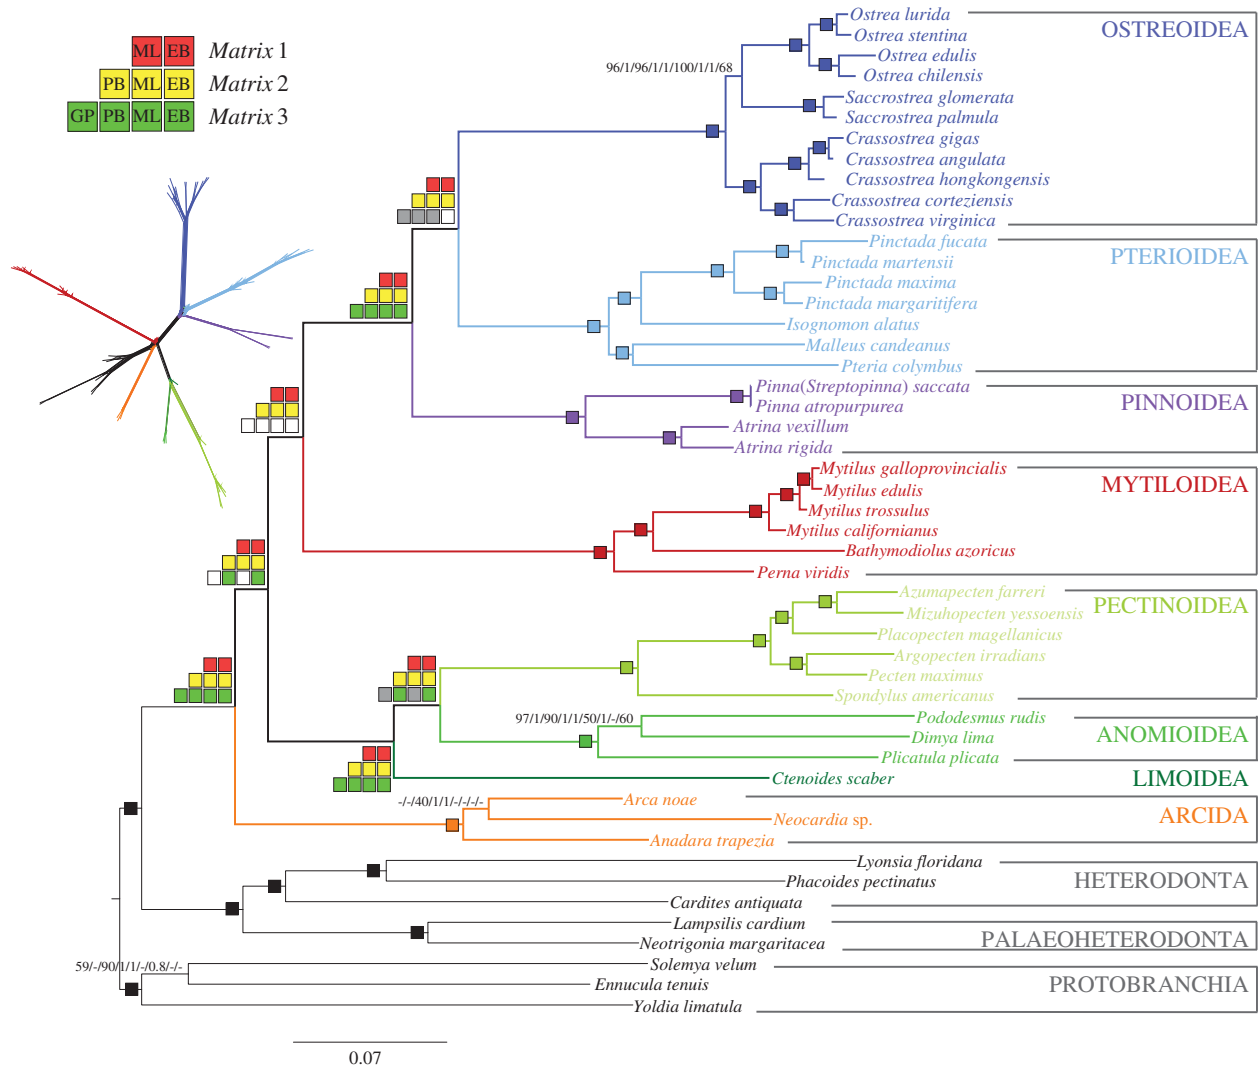 ML EB Matrix 1
PB ML EB Matrix 2
GP PB ML EB Matrix 3
Ostrea lurida
OSTREOIDEA
Ostrea stentina
Ostrea edulis
96/1/96/1/1/100/1/1/68
Ostrea chilensis
Saccrostrea glomerata
Saccrostrea palmula
Crassostrea gigas
Crassostrea angulata
Crassostrea hongkongensis
Crassostrea corteziensis
Crassostrea virginica
Pinctada fucata
PTERIOIDEA
Pinctada martensii
Pinctada maxima
Pinctada margaritifera
Isognomon alatus
Malleus candeanus
Pteria colymbus
Pinna(Streptopinna) saccata
PINNOIDEA
Pinna atropurpurea
Atrina vexillum
Atrina rigida
Mytilus galloprovincialis
MYTILOIDEA
Mytilus edulis
Mytilus trossulus
Mytilus californianus
Bathymodiolus azoricus
Perna viridis
Azumapecten farreri
PECTINOIDEA
Mizuhopecten yessoensis
Placopecten magellanicus
Argopecten irradians
Pecten maximus
Spondylus americanus
97/1/90/1/1/50/1/-/60
Pododesmus rudis
ANOMIOIDEA
Dimya lima
Plicatula plicata
Ctenoides scaber
LIMOIDEA
-/-/40/1/1/-/-/-/-
Arca noae
ARCIDA
Neocardia sp.
Anadara trapezia
Lyonsia floridana
HETERODONTA
Phacoides pectinatus
Cardites antiquata
Lampsilis cardium
PALAEOHETERODONTA
Neotrigonia margaritacea
59/-/90/1/1/-/0.8/-/-
Solemya velum
PROTOBRANCHIA
Ennucula tenuis
Yoldia limatula
0.07